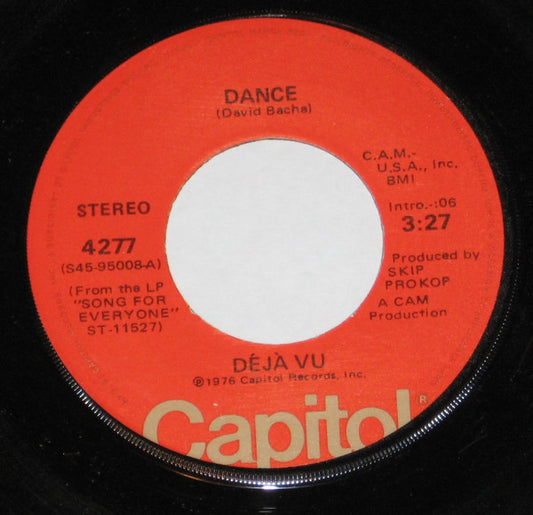 DANCE
(David Bacha)
C.A.M.-
U.S.A., Inc.
BMI
STEREO
Intro.-:06
3:27
4277
(S45-95008-A)
Produced by
SKIP
PROKOP
(From the LP
"SONG FOR
EVERYONE"
ST-11527)
A CAM
Production
DÉJÀ VU
℗1976 Capitol Records, Inc.
Capitol®